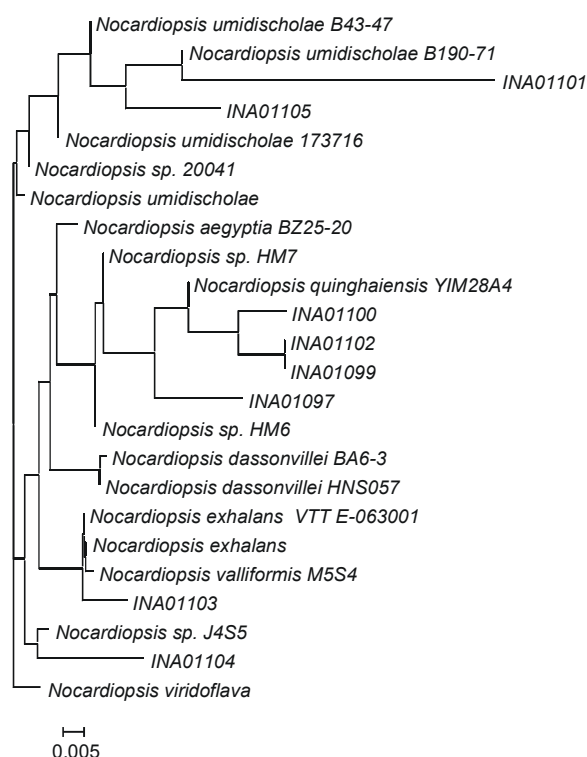 Nocardiopsis umidischolae B43-47
Nocardiopsis umidischolae B190-71
INA01101
INA01105
Nocardiopsis umidischolae 173716
Nocardiopsis sp. 20041
Nocardiopsis umidischolae
Nocardiopsis aegyptia BZ25-20
Nocardiopsis sp. HM7
Nocardiopsis quinghaiensis YIM28A4
INA01100
INA01102
INA01099
INA01097
Nocardiopsis sp. HM6
Nocardiopsis dassonvillei BA6-3
Nocardiopsis dassonvillei HNS057
Nocardiopsis exhalans VTT E-063001
Nocardiopsis exhalans
Nocardiopsis valliformis M5S4
INA01103
Nocardiopsis sp. J4S5
INA01104
Nocardiopsis viridoflava
0.005